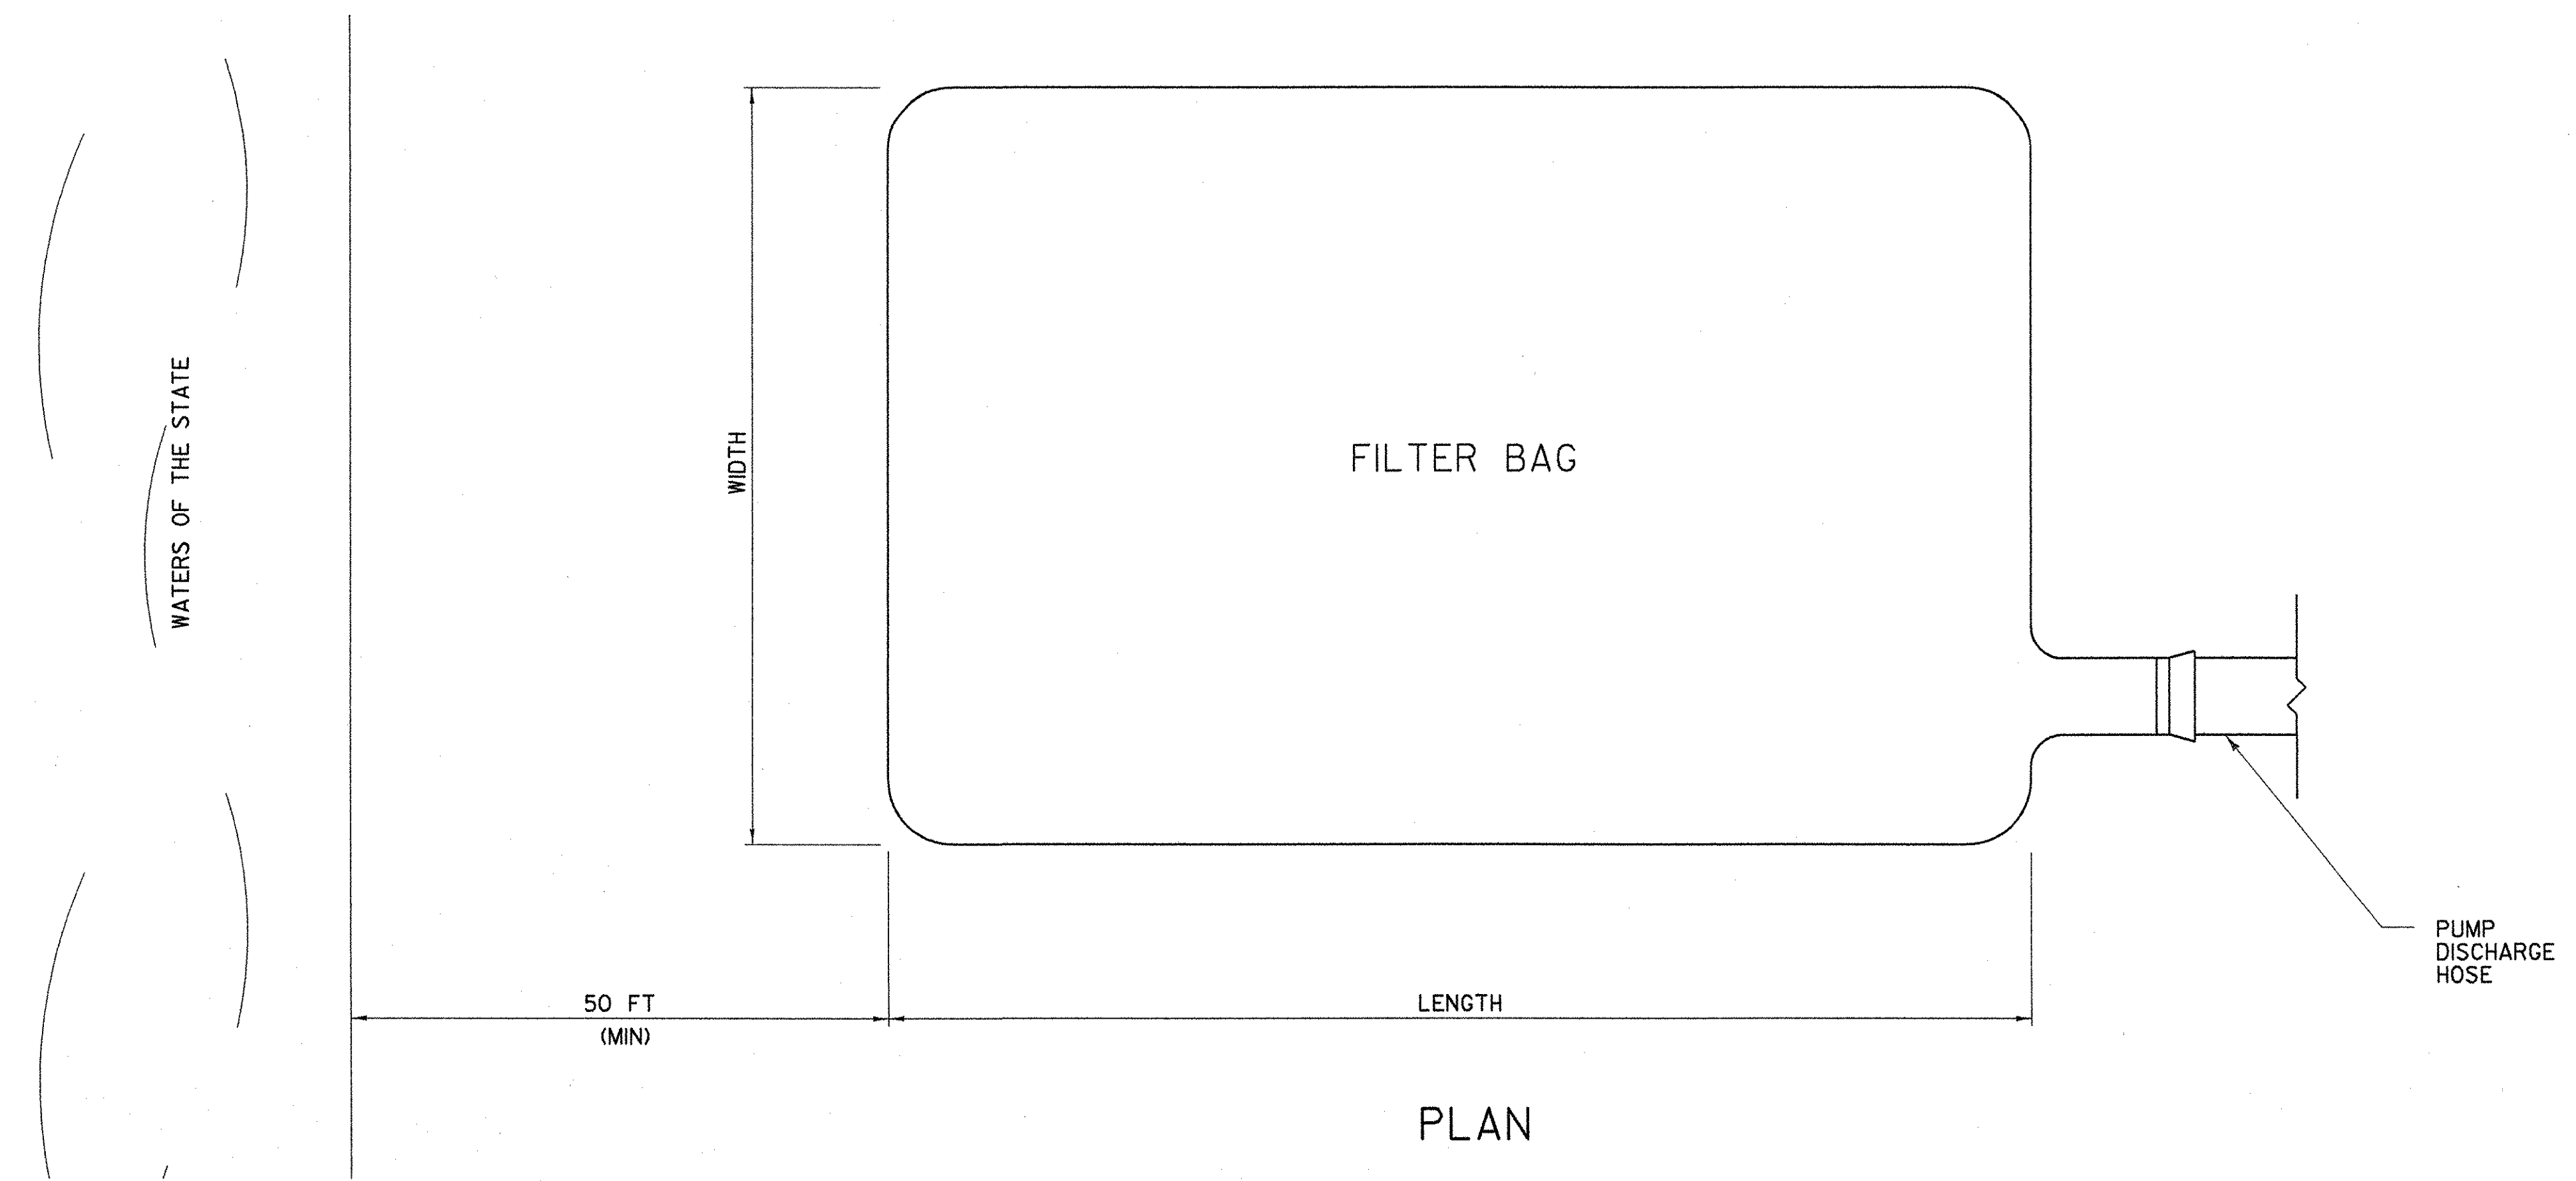 WATERS OF THE STATE
WIDTH
FILTER BAG
PUMP
DISCHARGE
HOSE
50 FT
(MIN)
LENGTH
PLAN